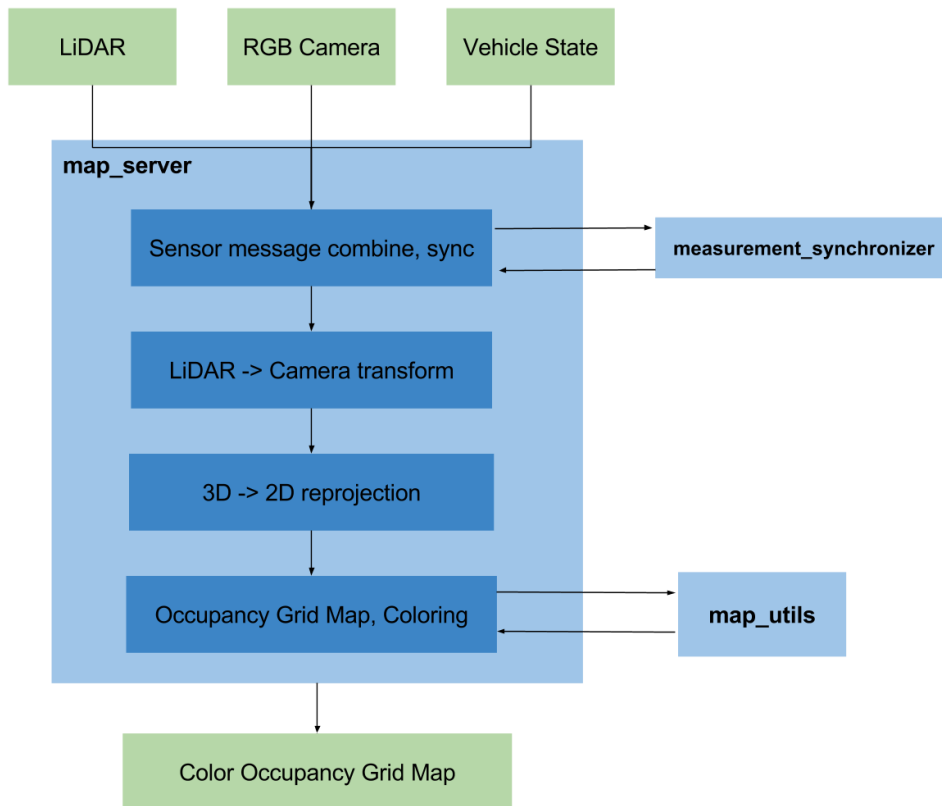 LiDAR
RGB Camera
Vehicle State
map_server
Sensor message combine, sync
measurement_synchronizer
LiDAR -> Camera transform
3D -> 2D reprojection
Occupancy Grid Map, Coloring
map_utils
Color Occupancy Grid Map